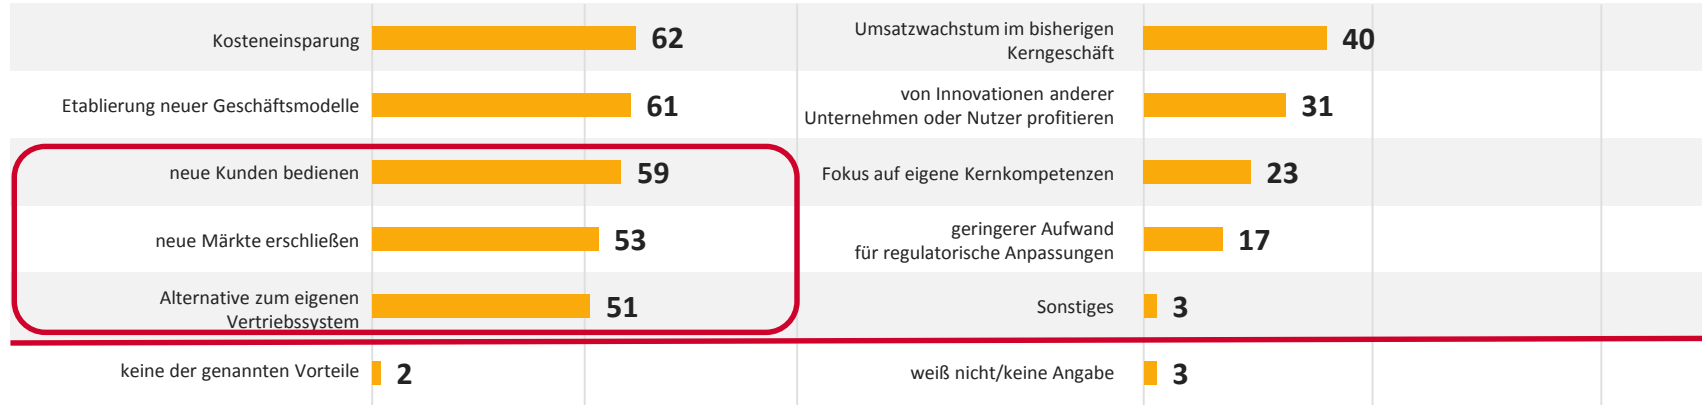 Kosteneinsparung 62
Etablierung neuer Geschäftsmodelle 61
neue Kunden bedienen 59
neue Märkte erschließen 53
Alternative zum eigenen
Vertriebssystem 51
keine der genannten Vorteile 2
Umsatzwachstum im bisherigen
Kerngeschäft 40
von Innovationen anderer
Unternehmen oder Nutzer profitieren 31
Fokus auf eigene Kernkompetenzen 23
geringerer Aufwand
für regulatorische Anpassungen 17
Sonstiges 3
weiß nicht/keine Angabe 3